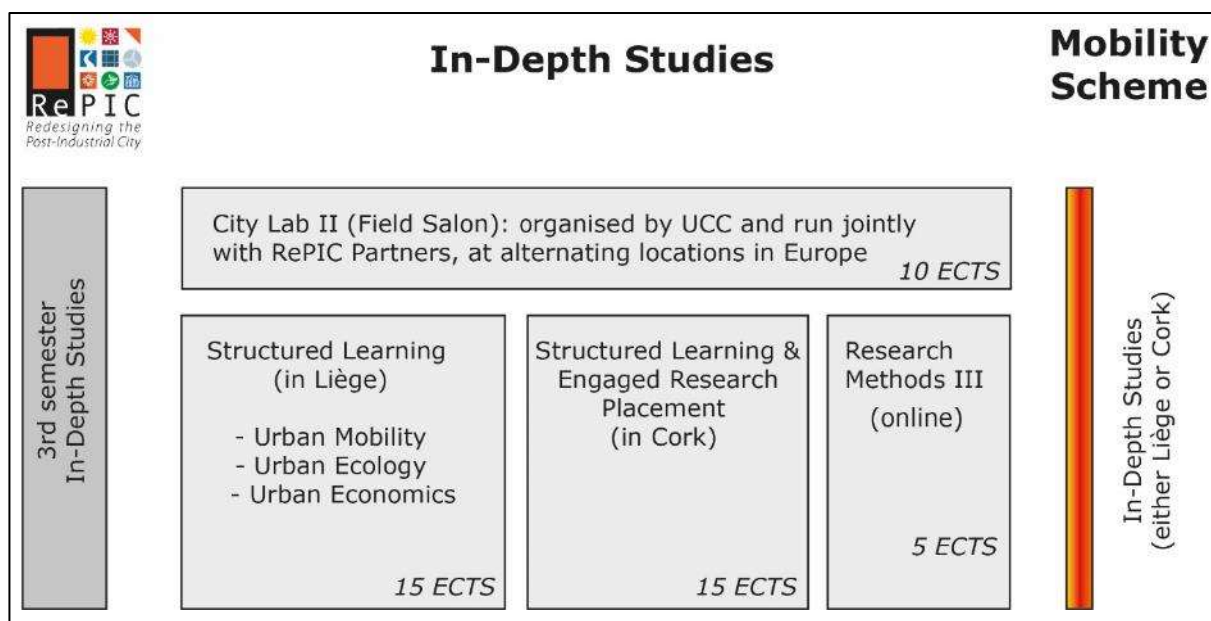 RePIC
Redesigning the
Post-Industrial City
In-Depth Studies
Mobility
Scheme
3rd semester
In-Depth Studies
City Lab II (Field Salon): organised by UCC and run jointly
with RePIC Partners, at alternating locations in Europe
10 ECTS
Structured Learning
(in Liège)
- Urban Mobility
- Urban Ecology
- Urban Economics
15 ECTS
Structured Learning &
Engaged Research
Placement
(in Cork)
15 ECTS
Research
Methods III
(online)
5 ECTS
In-Depth Studies
(either Liège or Cork)